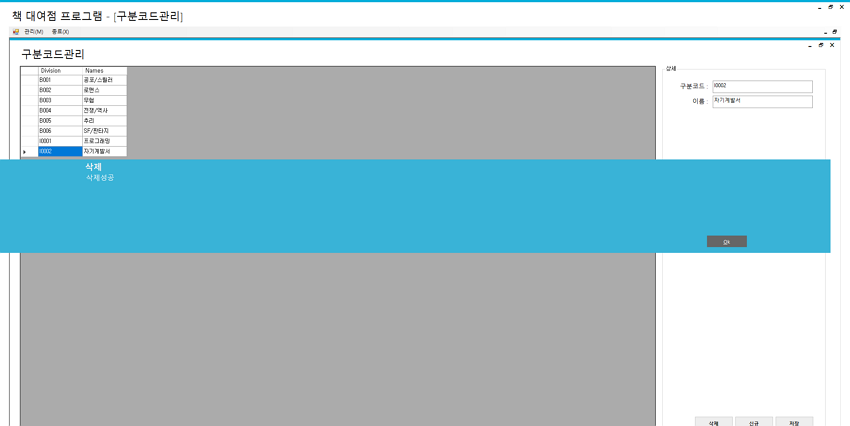 책 대여점 프로그램 - [구분코드관리]
관리(M) 종료(X)
구분코드관리
Division Names
B001 공포/스릴러
B002 로맨스
B003 무협
B004 전쟁/역사
B005 추리
B006 SF/판타지
I0001 프로그래밍
I0002 자기계발서
상세
구분코드 : I0002
이름 : 자기계발서
삭제
삭제성공
Ok
삭제 신규 저장